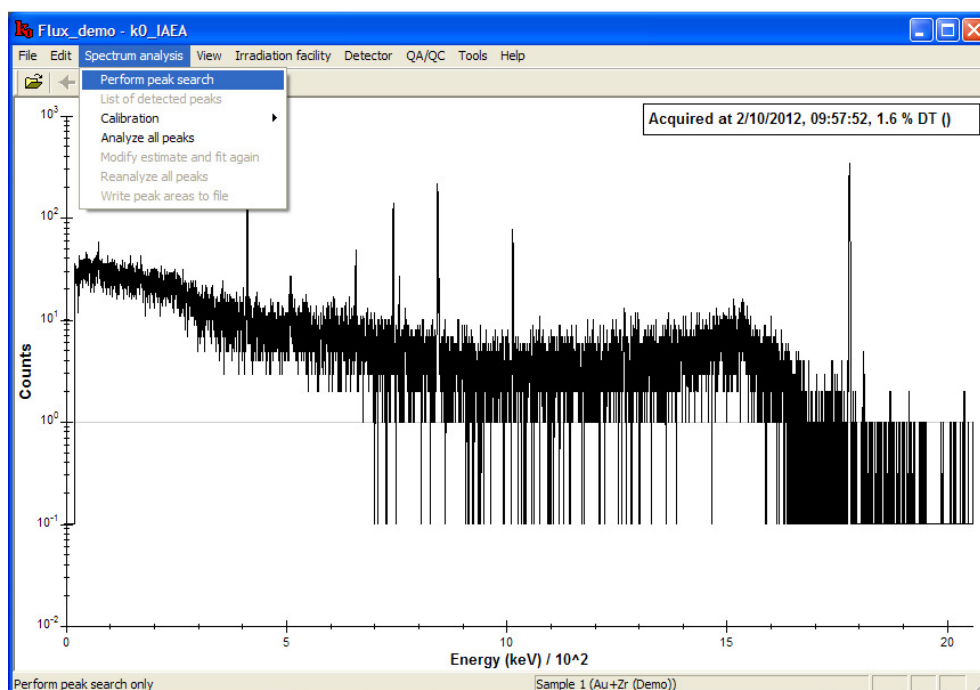 Flux_demo - k0_IAEA
File Edit Spectrum analysis View Irradiation facility Detector QA/QC Tools Help
Perform peak search
List of detected peaks
Calibration
Analyze all peaks
Modify estimate and fit again
Reanalyze all peaks
Write peak areas to file
Acquired at 2/10/2012, 09:57:52, 1.6 % DT ()
10^3
10^2
10^1
10^0
10^-1
10^-2
Counts
0 5 10 15 20
Energy (keV) / 10^2
Perform peak search only Sample 1 (Au+Zr (Demo))